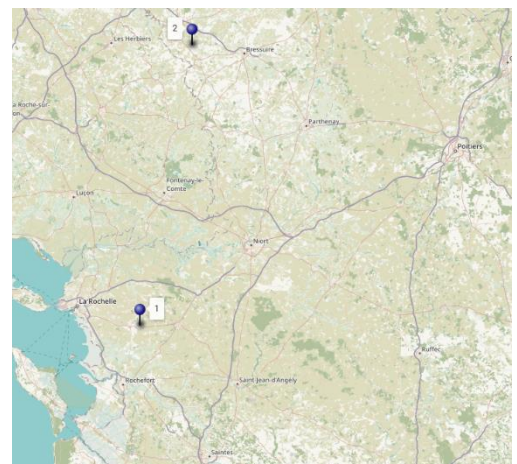 2
Les Herbiers
Bressuire
La Roche-sur-
Yon
Parthenay
Poitiers
Fontenay-le-
Comte
Luçon
Niort
La Rochelle
1
Ruffec
Rochefort
Saint-Jean-d'Angély
Saintes